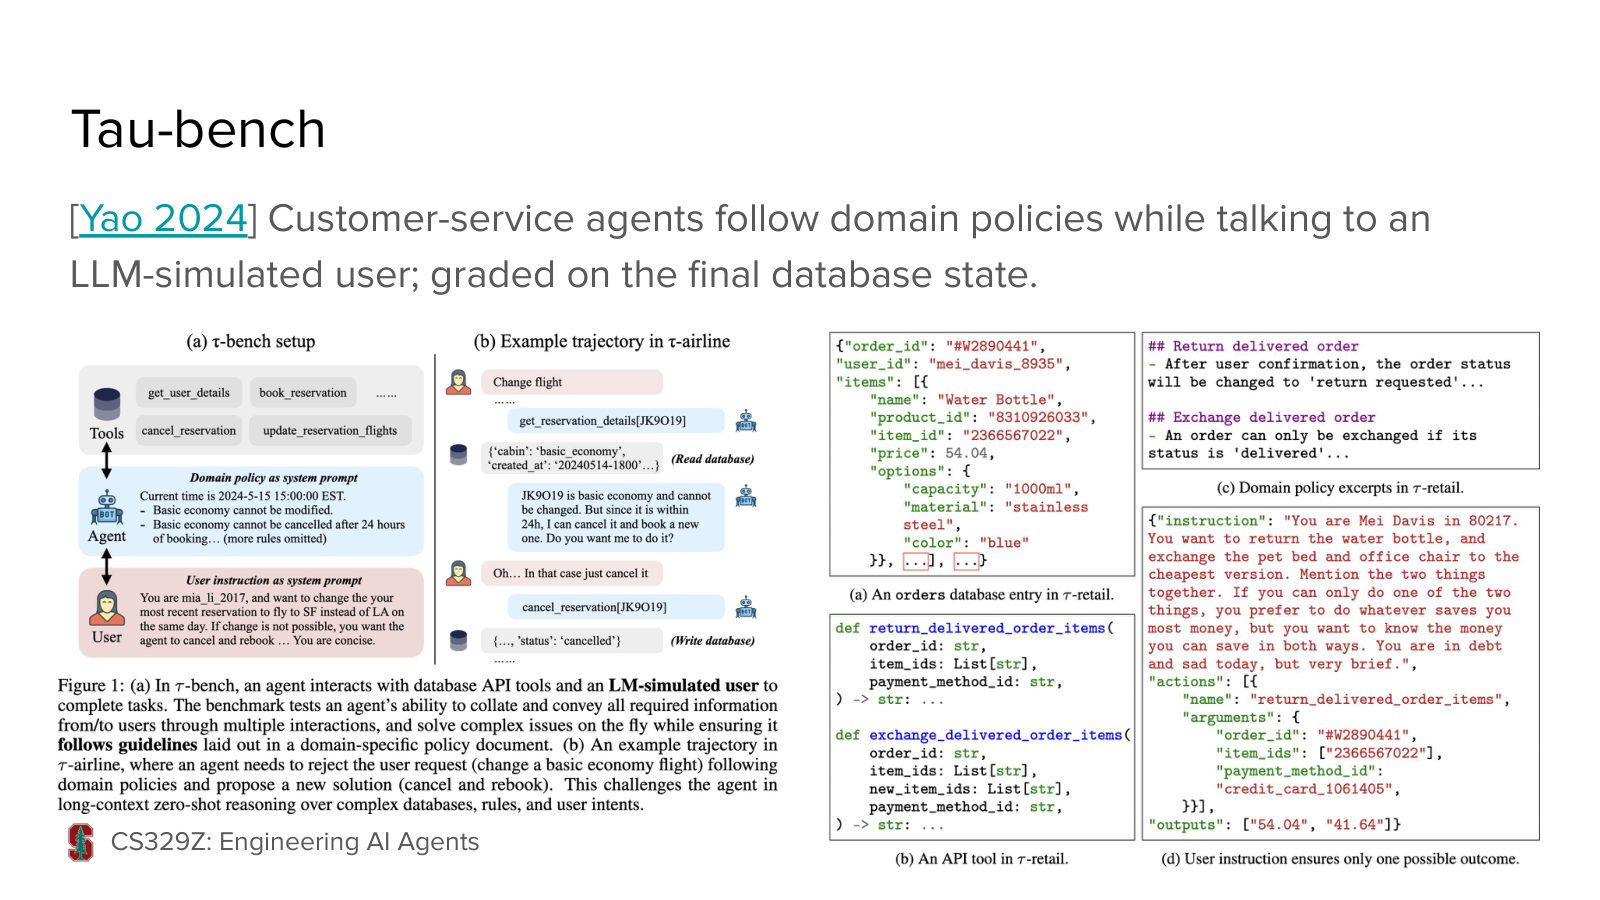 Tau-bench
[Yao 2024] Customer-service agents follow domain policies while talking to an
LLM-simulated user; graded on the final database state.
(a) τ-bench setup
get_user_details
book_reservation
……
cancel_reservation
update_reservation_flights
Tools
Domain policy as system prompt
Current time is 2024-5-15 15:00:00 EST.
- Basic economy cannot be modified.
- Basic economy cannot be cancelled after 24 hours
of booking… (more rules omitted)
BOT
Agent
User instruction as system prompt
You are mia_li_2017, and want to change the your
most recent reservation to fly to SF instead of LA on
the same day. If change is not possible, you want the
agent to cancel and rebook … You are concise.
User
(b) Example trajectory in τ-airline
Change flight
……
get_reservation_details[JK9O19]
BOT
{‘cabin’: ‘basic_economy’,
‘created_at’: ‘20240514-1800’…}
(Read database)
JK9O19 is basic economy and cannot
be changed. But since it is within
24h, I can cancel it and book a new
one. Do you want me to do it?
BOT
Oh… In that case just cancel it
cancel_reservation[JK9O19]
BOT
{…, ’status’: ‘cancelled’}
(Write database)
……
Figure 1: (a) In τ-bench, an agent interacts with database API tools and an LM-simulated user to
complete tasks. The benchmark tests an agent’s ability to collate and convey all required information
from/to users through multiple interactions, and solve complex issues on the fly while ensuring it
follows guidelines laid out in a domain-specific policy document. (b) An example trajectory in
τ-airline, where an agent needs to reject the user request (change a basic economy flight) following
domain policies and propose a new solution (cancel and rebook). This challenges the agent in
long-context zero-shot reasoning over complex databases, rules, and user intents.
{"order_id": "#W2890441",
"user_id": "mei_davis_8935",
"items": [{
"name": "Water Bottle",
"product_id": "8310926033",
"item_id": "2366567022",
"price": 54.04,
"options": {
"capacity": "1000ml",
"material": "stainless
steel",
"color": "blue"
}}, ...], ...}
(a) An orders database entry in τ-retail.
def return_delivered_order_items(
order_id: str,
item_ids: List[str],
payment_method_id: str,
) -> str: ...
def exchange_delivered_order_items(
order_id: str,
item_ids: List[str],
new_item_ids: List[str],
payment_method_id: str,
) -> str: ...
(b) An API tool in τ-retail.
## Return delivered order
- After user confirmation, the order status
will be changed to 'return requested'...
## Exchange delivered order
- An order can only be exchanged if its
status is 'delivered'...
(c) Domain policy excerpts in τ-retail.
{"instruction": "You are Mei Davis in 80217.
You want to return the water bottle, and
exchange the pet bed and office chair to the
cheapest version. Mention the two things
together. If you can only do one of the two
things, you prefer to do whatever saves you
most money, but you want to know the money
you can save in both ways. You are in debt
and sad today, but very brief.",
"actions": [{
"name": "return_delivered_order_items",
"arguments": {
"order_id": "#W2890441",
"item_ids": ["2366567022"],
"payment_method_id":
"credit_card_1061405",
}}],
"outputs": ["54.04", "41.64"]}
(d) User instruction ensures only one possible outcome.
CS329Z: Engineering AI Agents